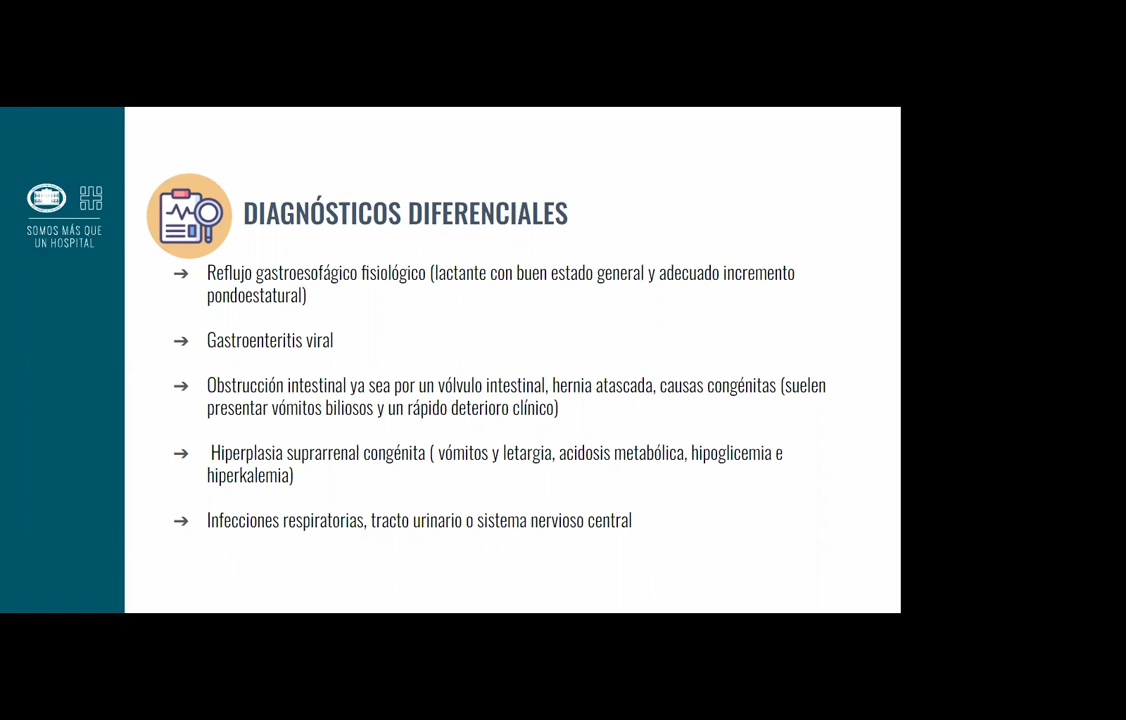 SOMOS MÁS QUE
UN HOSPITAL
DIAGNÓSTICOS DIFERENCIALES
➔ Reflujo gastroesofágico fisiológico (lactante con buen estado general y adecuado incremento
pondoestatural)
➔ Gastroenteritis viral
➔ Obstrucción intestinal ya sea por un vólvulo intestinal, hernia atascada, causas congénitas (suelen
presentar vómitos biliosos y un rápido deterioro clínico)
➔ Hiperplasia suprarrenal congénita ( vómitos y letargia, acidosis metabólica, hipoglicemia e
hiperkalemia)
➔ Infecciones respiratorias, tracto urinario o sistema nervioso central